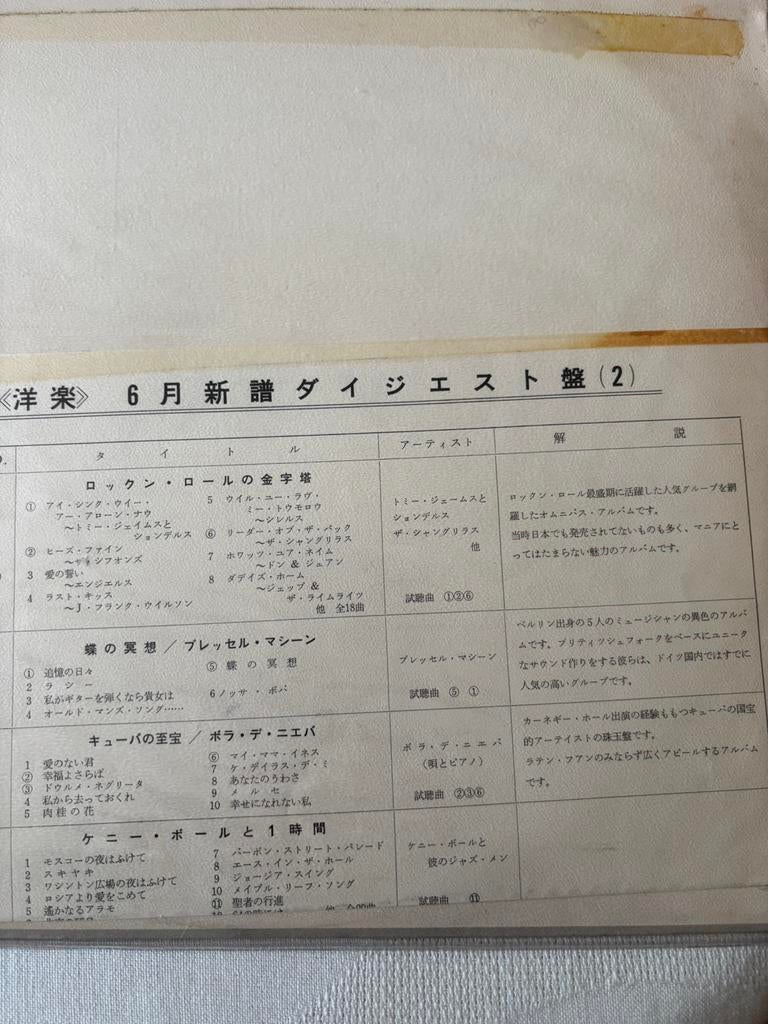 《洋楽》 6月新譜ダイジェスト盤(2)
タイトル
アーティスト
解説
ロックン・ロールの金字塔
① アイ・シンク・ウイー・
アー・アローン・ナウ
〜トミー・ジェイムスと
ションデルス
② ヒーズ・ファイン
〜ザ・シフオンズ
3 愛の誓い
〜エンジェルス
4 ラスト・キッス
〜J・フランク・ウイルソン
5 ウイル・ユー・ラヴ・
ミー・トウモロウ
〜シレルス
⑥ リーダー・オブ・ザ・パック
〜ザ・シャングリラス
7 ホワッツ・ユア・ネイム
〜ドン & ジュアン
8 ダデイズ・ホーム
〜ジェップ &
ザ・ライムライツ
他 全18曲
トミー・ジェームスと
ションデルス
ザ・シャングリラス
他
試聴曲 ①②⑥
ロックン・ロール最盛期に活躍した人気グループを網
羅したオムニバス・アルバムです。
当時日本でも発売されてないものも多く、マニアにと
ってはたまらない魅力のアルバムです。
蝶の冥想/ブレッセル・マシーン
① 追憶の日々
2 ラシー
3 私がギターを弾くなら貴女は
4 オールド・マンズ・ソング……
⑤ 蝶の冥想
6 ノッサ・ボバ
ブレッセル・マシーン
試聴曲 ⑤ ①
ベルリン出身の5人のミュージシャンの異色のアルバ
ムです。ブリティッシュフォークをベースにユニーク
なサウンド作りをする彼らは、ドイツ国内ではすでに
人気の高いグループです。
キューバの至宝/ボラ・デ・ニエバ
1 愛のない君
② 幸福よさらば
③ ドウルメ・ネグリータ
4 私から去っておくれ
5 肉桂の花
⑥ マイ・ママ・イネス
7 ケ・デイラス・デ・ミ
8 あなたのうわさ
9 メルセ
10 幸せになれない私
ボラ・デ・ニエバ
(唄とピアノ)
試聴曲 ②③⑥
カーネギー・ホール出演の経験ももつキューバの国宝
的アーテイストの珠玉盤です。
ラテン・フアンのみならず広くアピールするアルバム
です。
ケニー・ボールと1時間
1 モスコーの夜はふけて
2 スキヤキ
3 ワシントン広場の夜はふけて
4 ロシアより愛をこめて
5 遙かなるアラモ
7 バーボン・ストリート・パレード
8 エース・イン・ザ・ホール
9 ジョージア・スイング
10 メイプル・リーフ・ソング
⑪ 聖者の行進
ケニー・ボールと
彼のジャズ・メン
試聴曲 ⑪